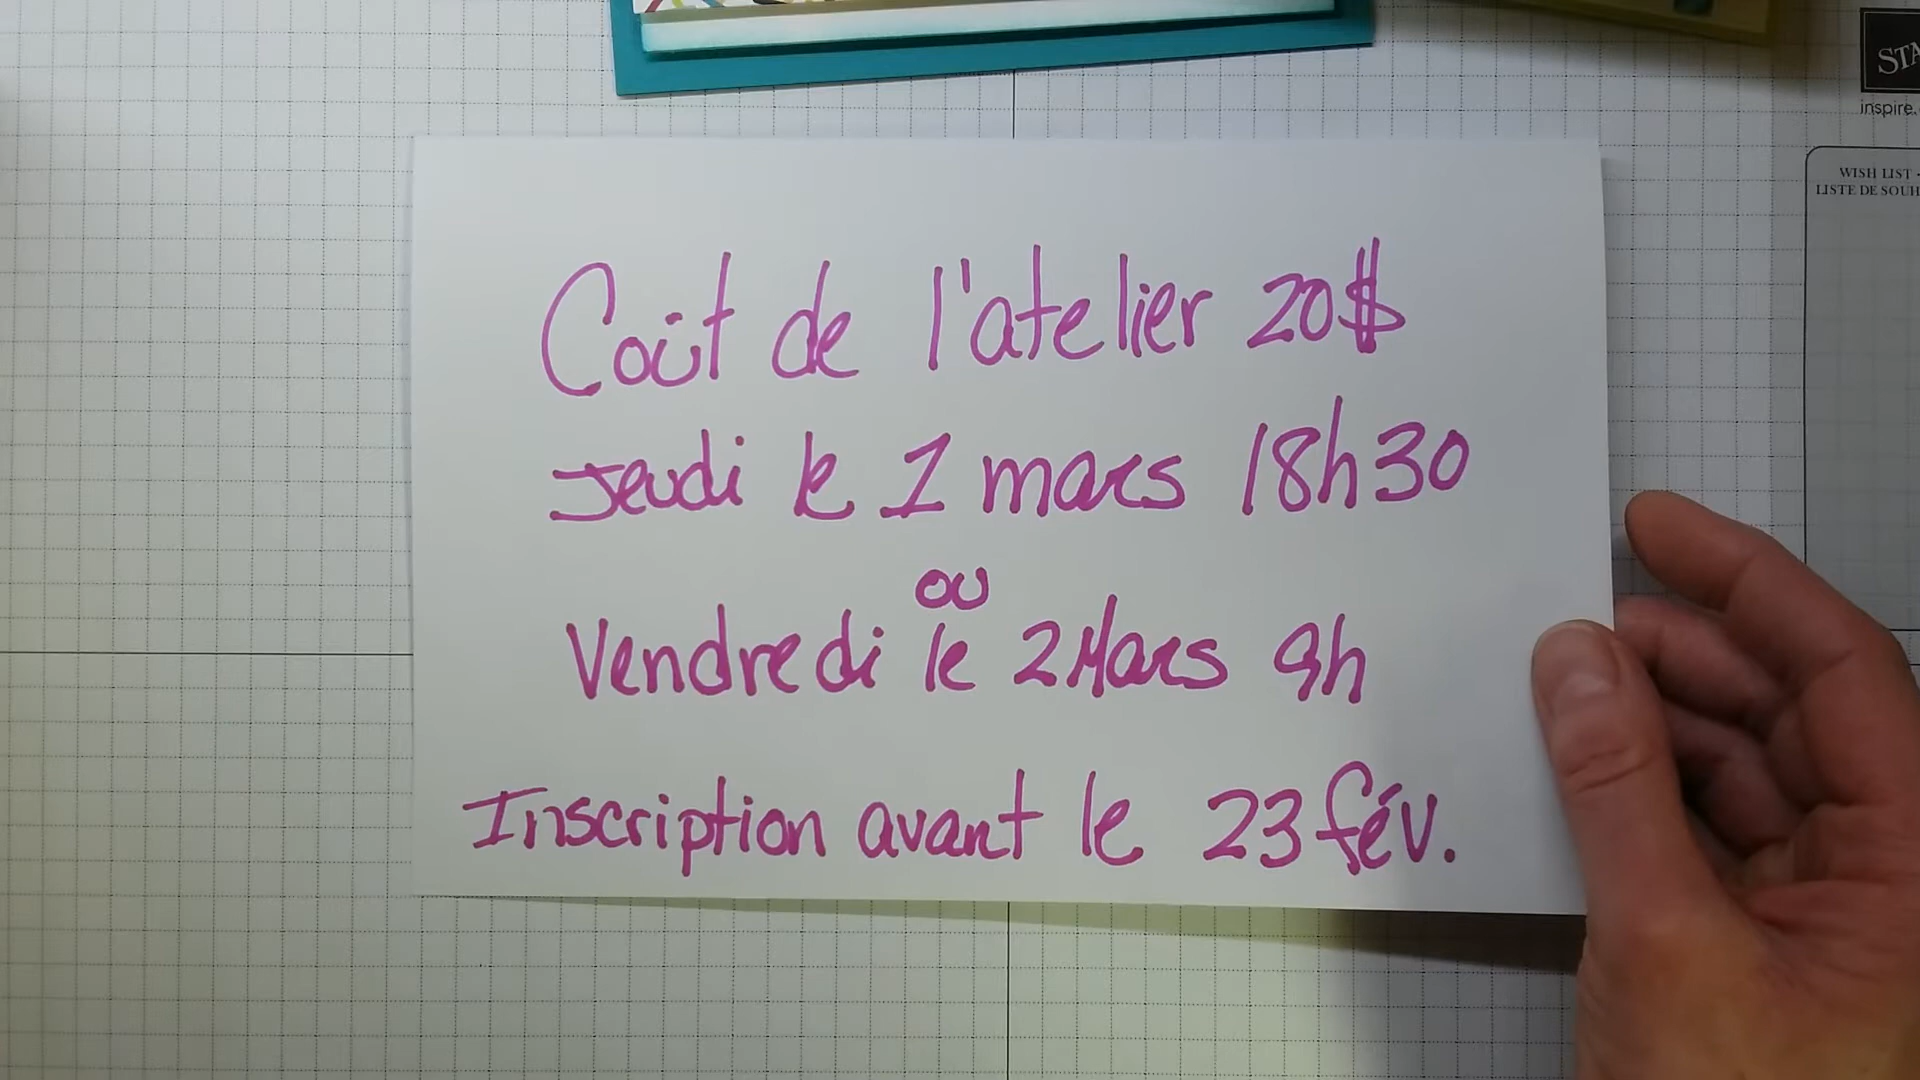 STA
inspire.
WISH LIST -
LISTE DE SOUH
Coût de l'atelier 20$
Jeudi le 1 mars 18h30
ou
Vendredi le 2 Mars 9h
Inscription avant le 23 fév.